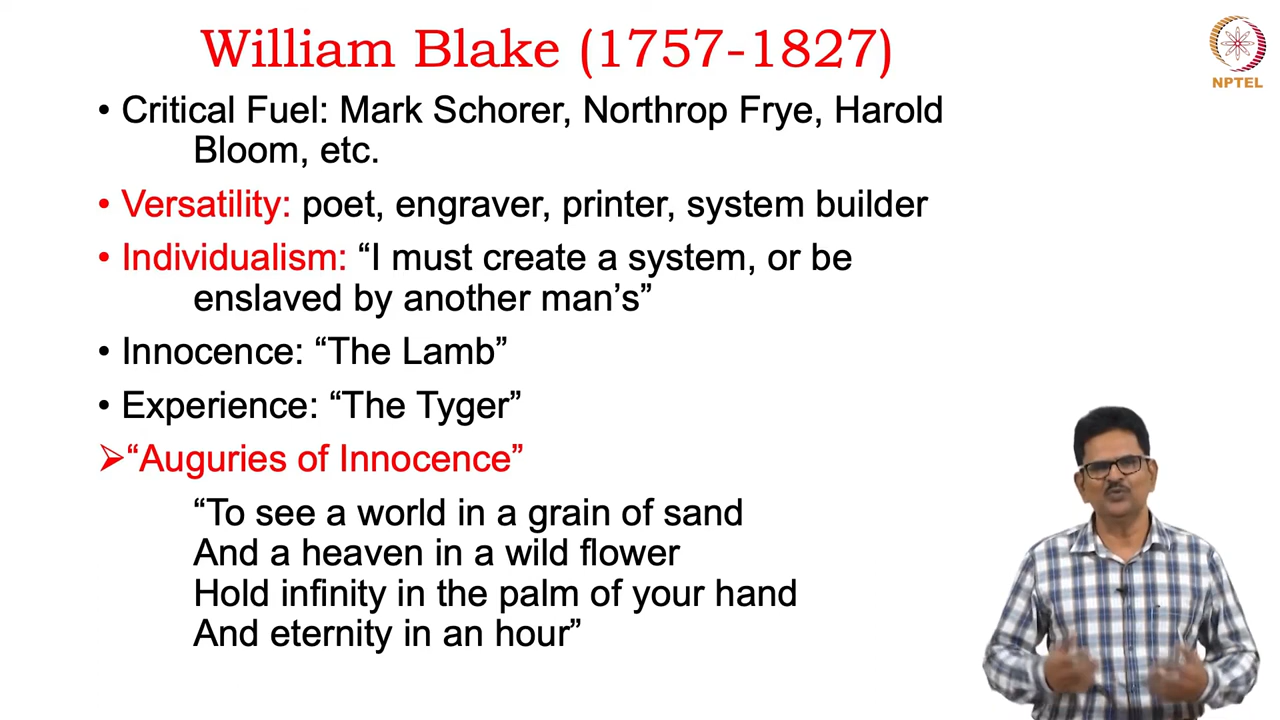 William Blake (1757-1827)
NPTEL
• Critical Fuel: Mark Schorer, Northrop Frye, Harold
Bloom, etc.
• Versatility: poet, engraver, printer, system builder
• Individualism: “I must create a system, or be
enslaved by another man’s”
• Innocence: “The Lamb”
• Experience: “The Tyger”
➢“Auguries of Innocence”
“To see a world in a grain of sand
And a heaven in a wild flower
Hold infinity in the palm of your hand
And eternity in an hour”